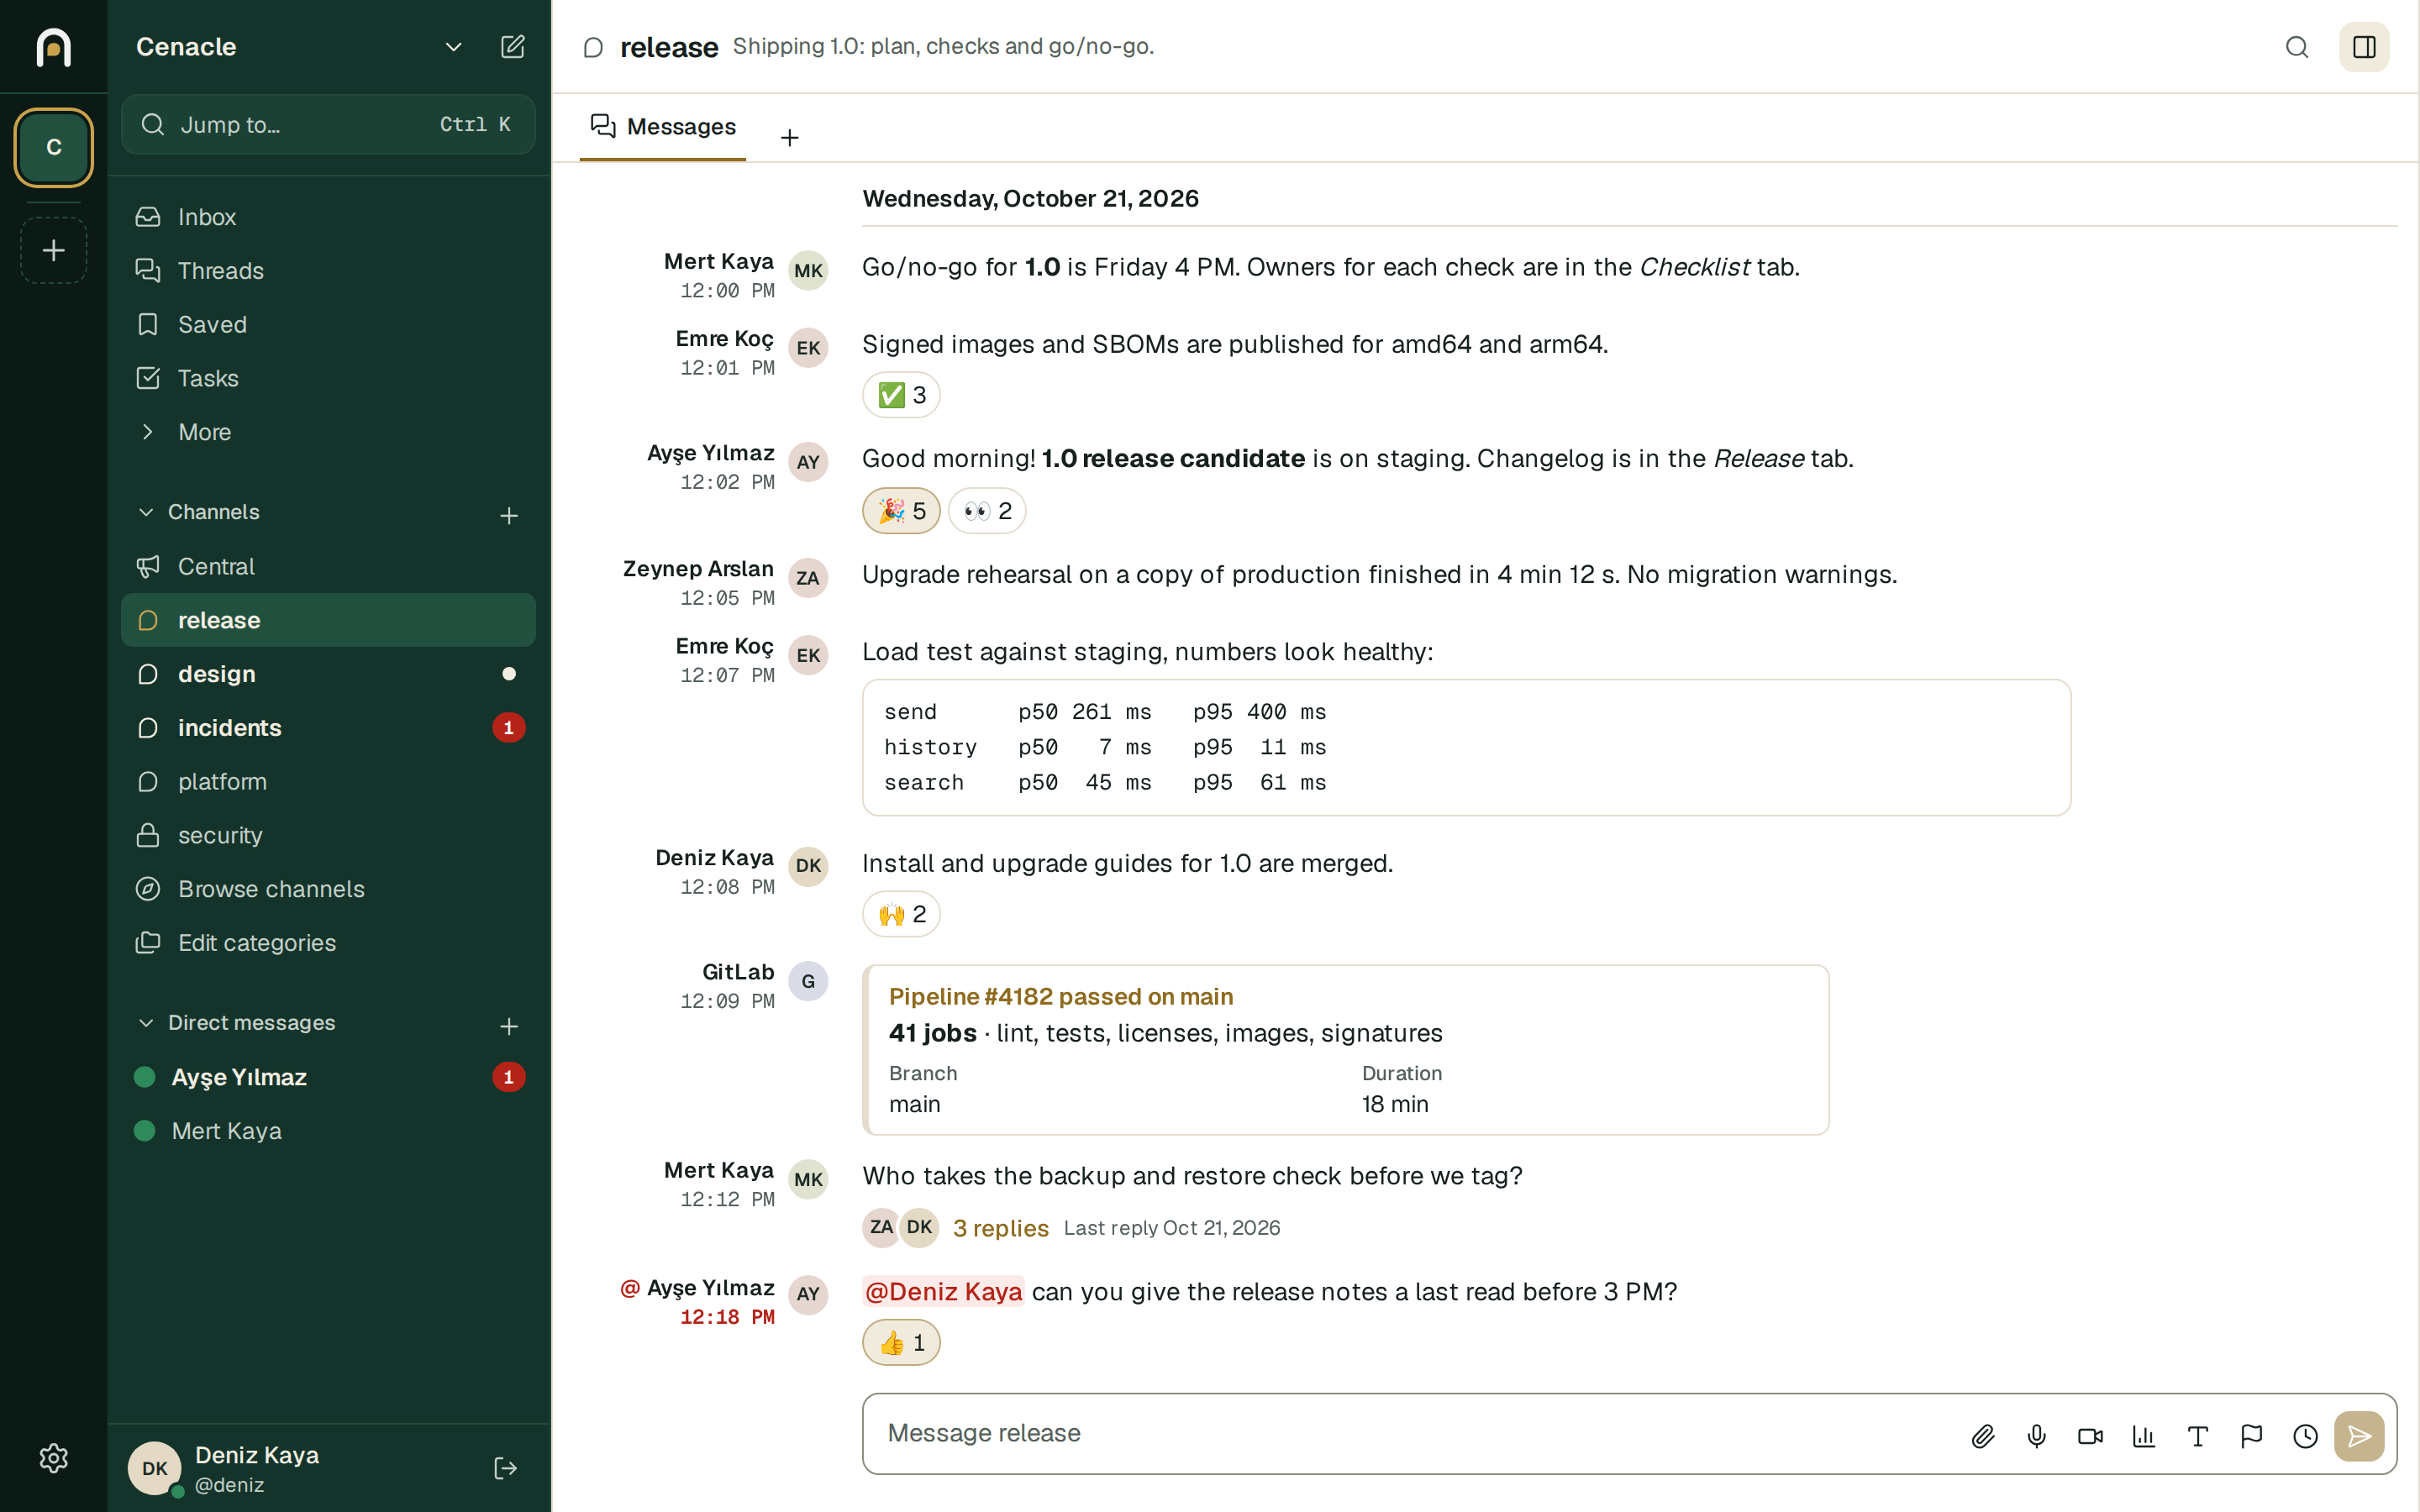 Cenacle
Jump to... Ctrl K
C
Inbox
Threads
Saved
Tasks
More
Channels
Central
release
design
incidents 1
platform
security
Browse channels
Edit categories
Direct messages
Ayşe Yılmaz 1
Mert Kaya
DK Deniz Kaya
@deniz
release Shipping 1.0: plan, checks and go/no-go.
Messages
Wednesday, October 21, 2026
Mert Kaya MK Go/no-go for 1.0 is Friday 4 PM. Owners for each check are in the Checklist tab.
12:00 PM
Emre Koç EK Signed images and SBOMs are published for amd64 and arm64.
12:01 PM
✅ 3
Ayşe Yılmaz AY Good morning! 1.0 release candidate is on staging. Changelog is in the Release tab.
12:02 PM
🎉 5 👀 2
Zeynep Arslan ZA Upgrade rehearsal on a copy of production finished in 4 min 12 s. No migration warnings.
12:05 PM
Emre Koç EK Load test against staging, numbers look healthy:
12:07 PM
send p50 261 ms p95 400 ms
history p50 7 ms p95 11 ms
search p50 45 ms p95 61 ms
Deniz Kaya DK Install and upgrade guides for 1.0 are merged.
12:08 PM
🙌 2
GitLab G
12:09 PM
Pipeline #4182 passed on main
41 jobs · lint, tests, licenses, images, signatures
Branch Duration
main 18 min
Mert Kaya MK Who takes the backup and restore check before we tag?
12:12 PM
ZA DK 3 replies Last reply Oct 21, 2026
@ Ayşe Yılmaz AY @Deniz Kaya can you give the release notes a last read before 3 PM?
12:18 PM
👍 1
Message release